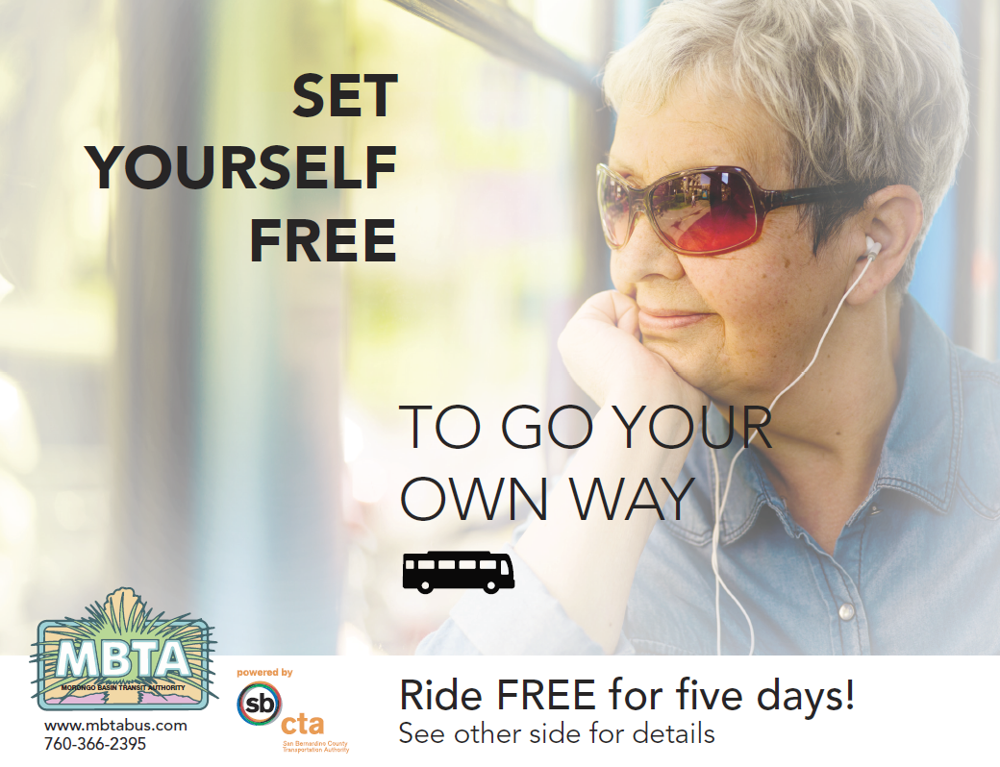 SET
YOURSELF
FREE
TO GO YOUR
OWN WAY
MBTA
MORONGO BASIN TRANSIT AUTHORITY
www.mbtabus.com
760-366-2395
powered by
sb
cta
San Bernardino County
Transportation Authority
Ride FREE for five days!
See other side for details